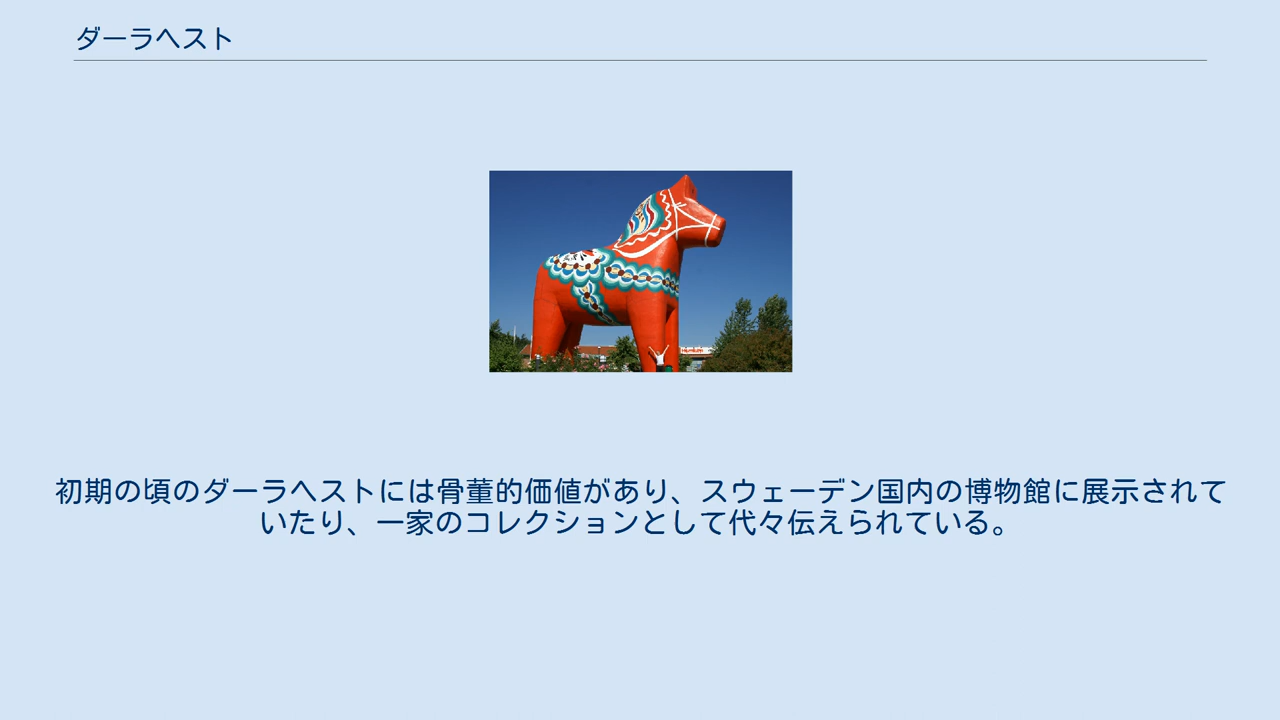 ダーラヘスト
初期の頃のダーラヘストには骨董的価値があり、スウェーデン国内の博物館に展示されて
いたり、一家のコレクションとして代々伝えられている。